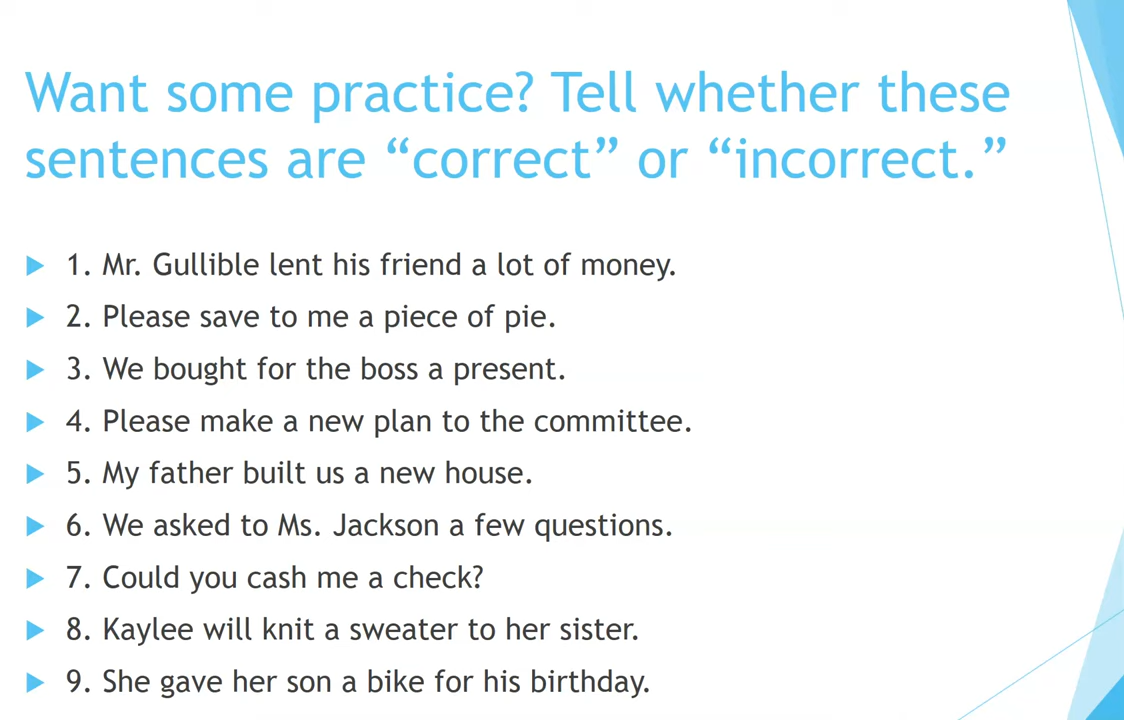 Want some practice? Tell whether these
sentences are “correct” or “incorrect.”
1. Mr. Gullible lent his friend a lot of money.
2. Please save to me a piece of pie.
3. We bought for the boss a present.
4. Please make a new plan to the committee.
5. My father built us a new house.
6. We asked to Ms. Jackson a few questions.
7. Could you cash me a check?
8. Kaylee will knit a sweater to her sister.
9. She gave her son a bike for his birthday.